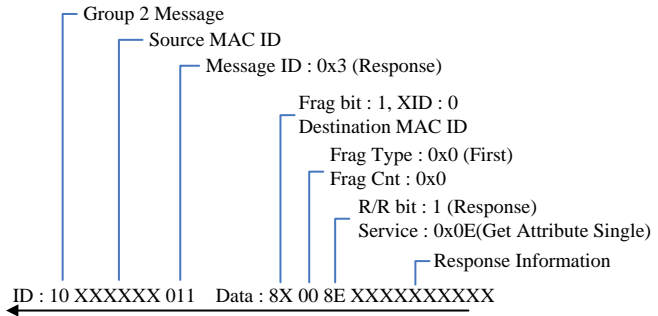 Group 2 Message
Source MAC ID
Message ID : 0x3 (Response)
Frag bit : 1, XID : 0
Destination MAC ID
Frag Type : 0x0 (First)
Frag Cnt : 0x0
R/R bit : 1 (Response)
Service : 0x0E(Get Attribute Single)
Response Information
ID : 10 XXXXXX 011 Data : 8X 00 8E XXXXXXXXXX